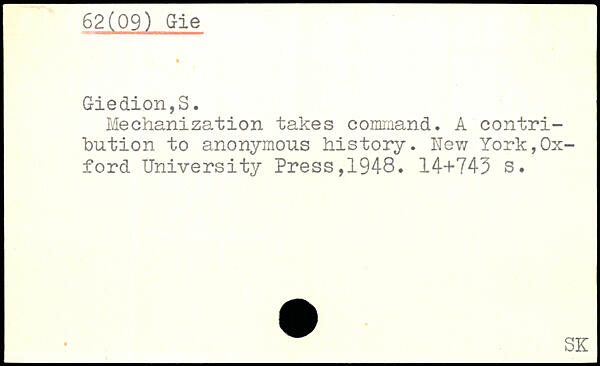 62(09) Gie
Giedion,S.
Mechanization takes command. A contri-
bution to anonymous history. New York,Ox-
ford University Press,1948. 14+743 s.
SK